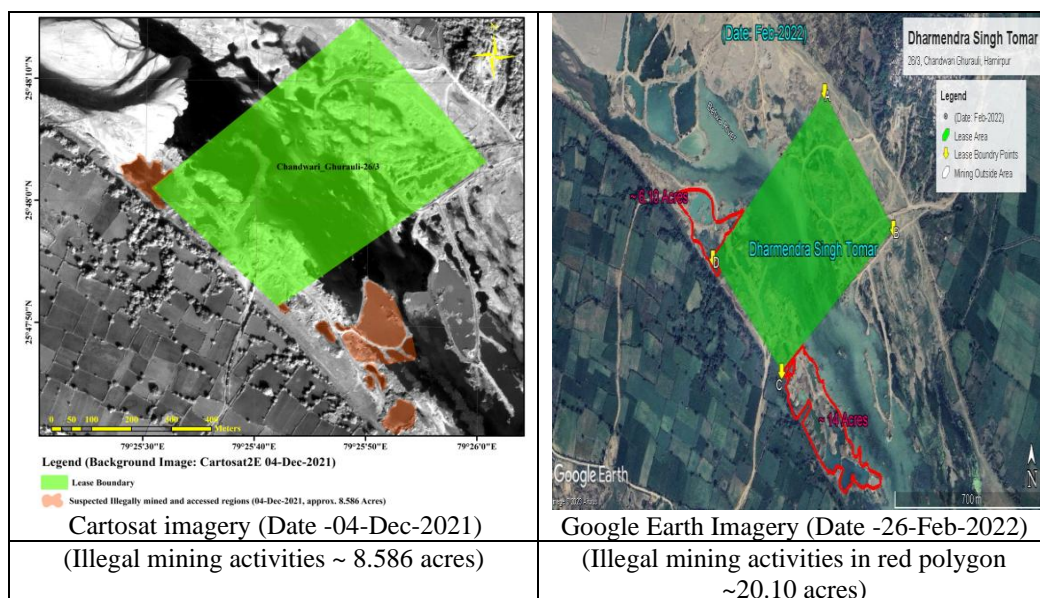 25°48'10"N
25°48'0"N
25°47'50"N
Chandwari_Ghurauli-26/3
0 50 100 200 300 400
Meters
79°25'30"E 79°25'40"E 79°25'50"E 79°26'0"E
Legend (Background Image: Cartosat2E 04-Dec-2021)
Lease Boundary
Suspected Illegally mined and accessed regions (04-Dec-2021, approx. 8.586 Acres)
Cartosat imagery (Date -04-Dec-2021)
(Illegal mining activities ~ 8.586 acres)
(Date: Feb-2022)
Dharmendra Singh Tomar
Legend
(Date: Feb-2022)
Lease Area
Lease Boundry Points
Mining Outside Area
A
Betwa River
~ 6.10 Acres
B
Dharmendra Singh Tomar
D
C
~ 14 Acres
Google Earth
N
700 m
Google Earth Imagery (Date -26-Feb-2022)
(Illegal mining activities in red polygon
~20.10 acres)